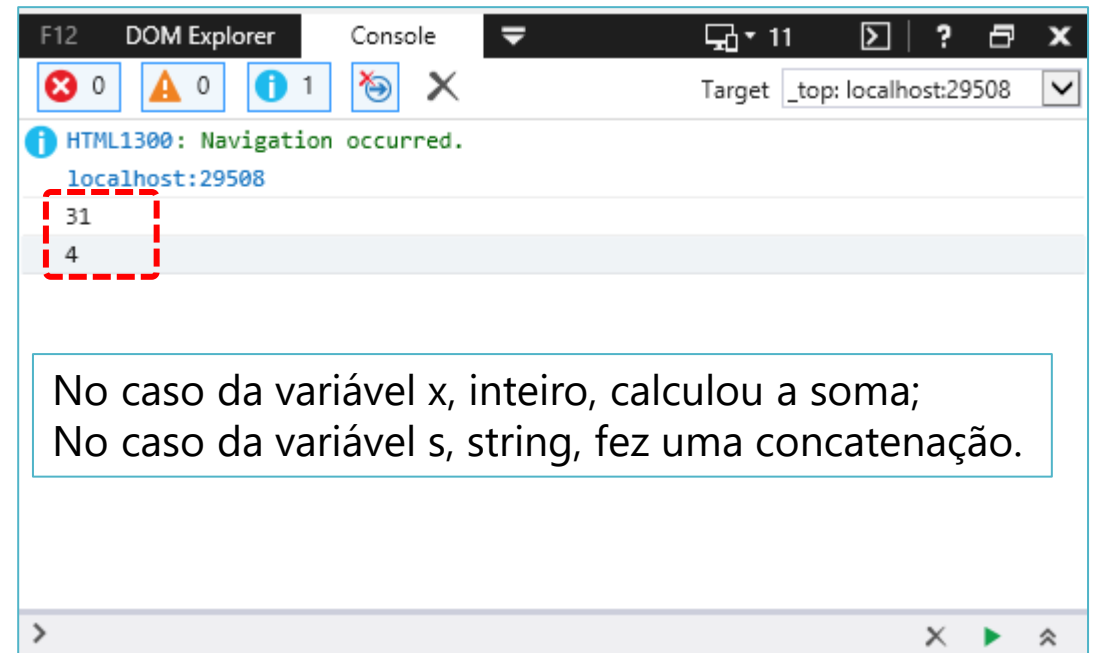 F12 DOM Explorer Console 11 ?
0 0 1 Target _top: localhost:29508
HTML1300: Navigation occurred.
localhost:29508
31
4
No caso da variável x, inteiro, calculou a soma;
No caso da variável s, string, fez uma concatenação.